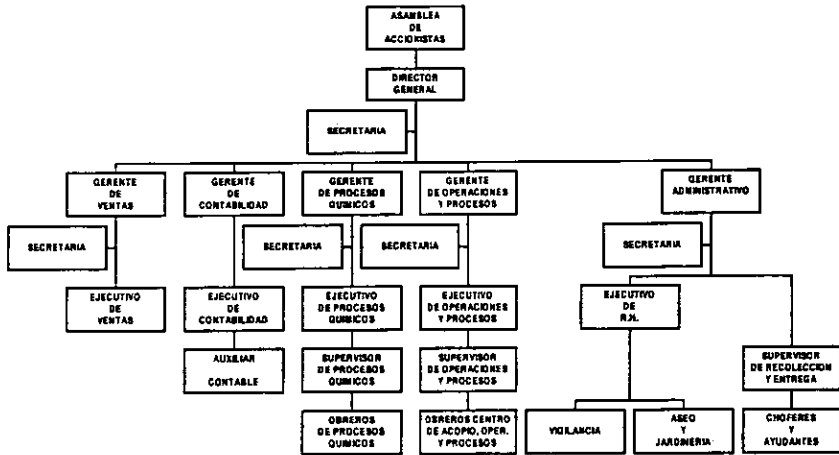 ASAMBLEA
DE
ACCIONISTAS
DIRECTOR
GENERAL
SECRETARIA
GERENTE
DE
VENTAS
GERENTE
DE
CONTABILIDAD
GERENTE
DE PROCESOS
QUIMICOS
GERENTE
DE OPERACIONES
Y PROCESOS
GERENTE
ADMINISTRATIVO
SECRETARIA
SECRETARIA
SECRETARIA
SECRETARIA
EJECUTIVO
DE
VENTAS
EJECUTIVO
DE
CONTABILIDAD
EJECUTIVO
DE PROCESOS
QUIMICOS
EJECUTIVO
DE OPERACIONES
Y PROCESOS
EJECUTIVO
DE
R.H.
AUXILIAR
CONTABLE
SUPERVISOR
DE PROCESOS
QUIMICOS
SUPERVISOR
DE OPERACIONES
Y PROCESOS
SUPERVISOR
DE RECOLECCION
Y ENTREGA
OBREROS
DE PROCESOS
QUIMICOS
OBREROS CENTRO
DE ACOPIO, OPER.
Y PROCESOS
VIGILANCIA
ASEO
Y
JARDINERIA
CHOFERES
Y
AYUDANTES